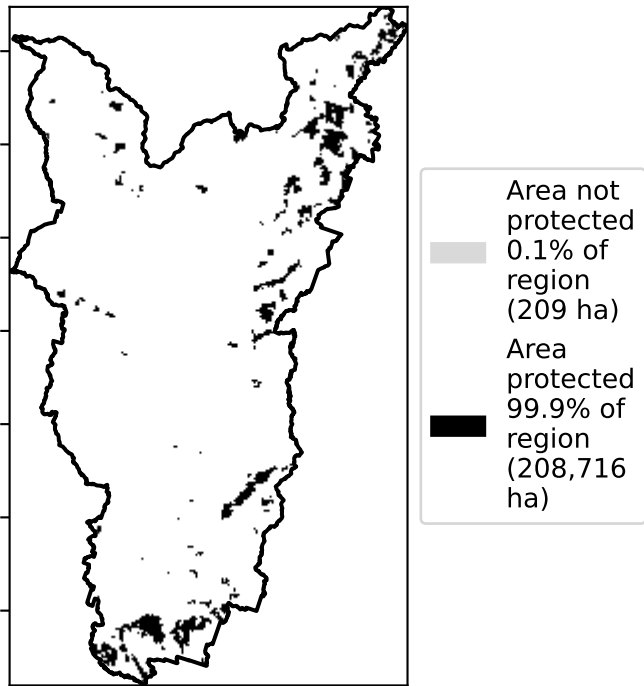 Area not
protected
0.1% of
region
(209 ha)
Area
protected
99.9% of
region
(208,716
ha)